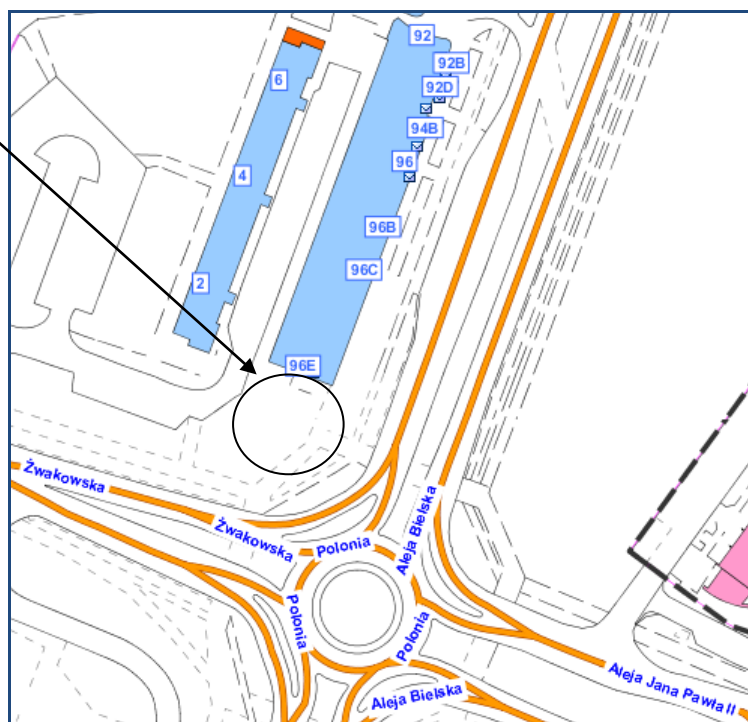 92
92B
92D
94B
96
96B
96C
96E
6
4
2
Żwakowska
Żwakowska
Polonia
Aleja Bielska
Polonia
Polonia
Aleja Bielska
Aleja Jana Pawła II